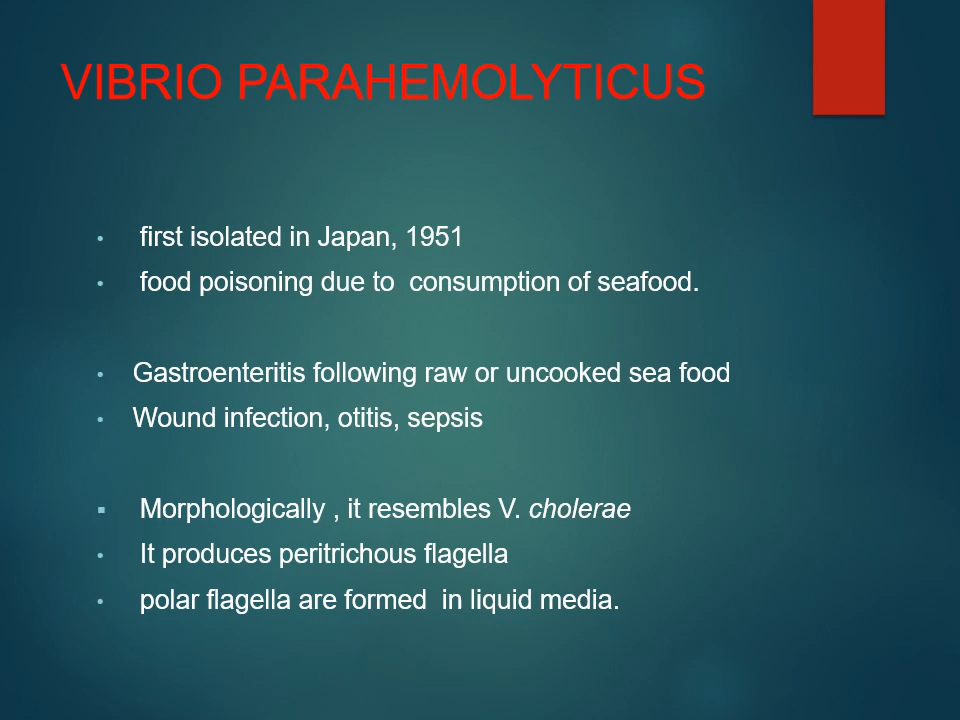 VIBRIO PARAHEMOLYTICUS
• first isolated in Japan, 1951
• food poisoning due to  consumption of seafood.
• Gastroenteritis following raw or uncooked sea food
• Wound infection, otitis, sepsis
▪ Morphologically , it resembles V. cholerae
• It produces peritrichous flagella
• polar flagella are formed  in liquid media.